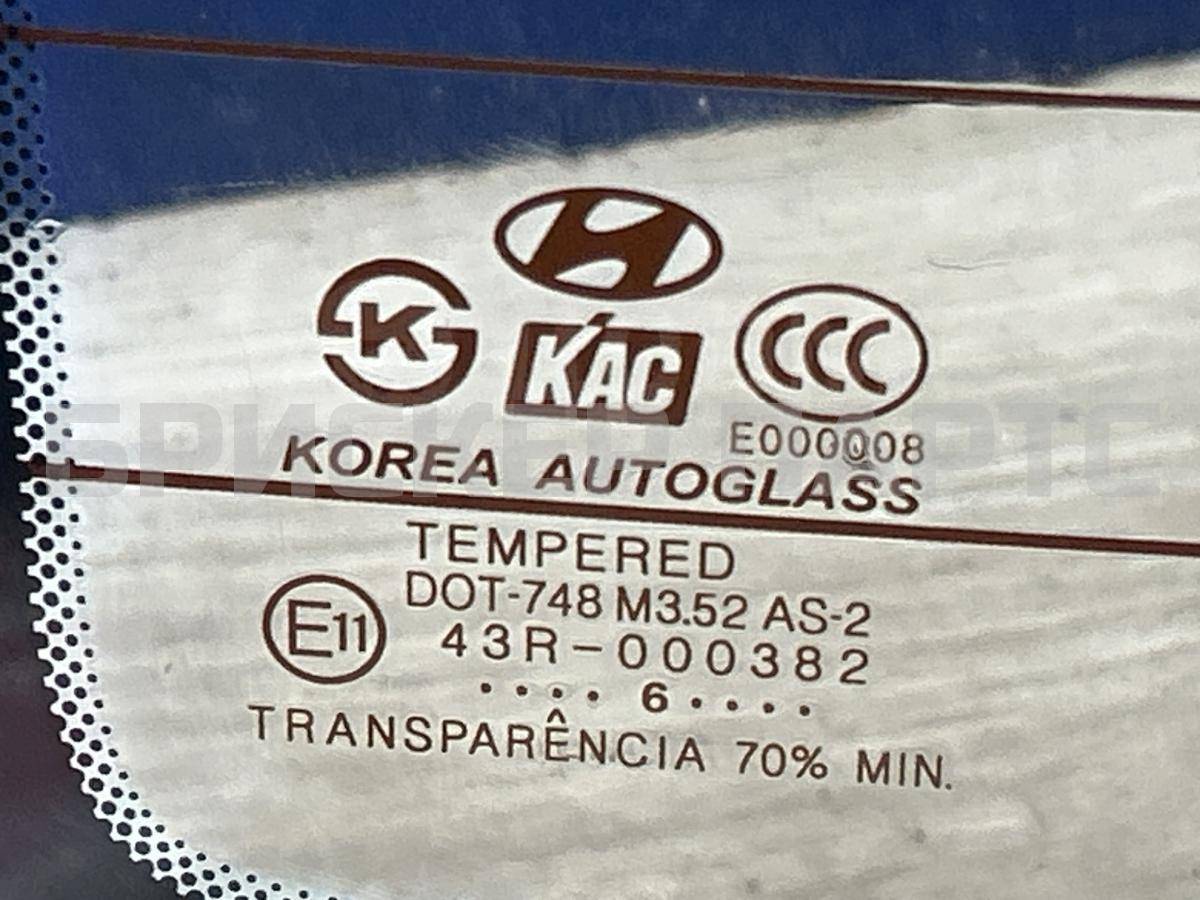 K
KAC
CCC
E000008
KOREA AUTOGLASS
TEMPERED
DOT-748 M3.52 AS-2
E11
43R-000382
.... 6 .....
TRANSPARÊNCIA 70% MIN.